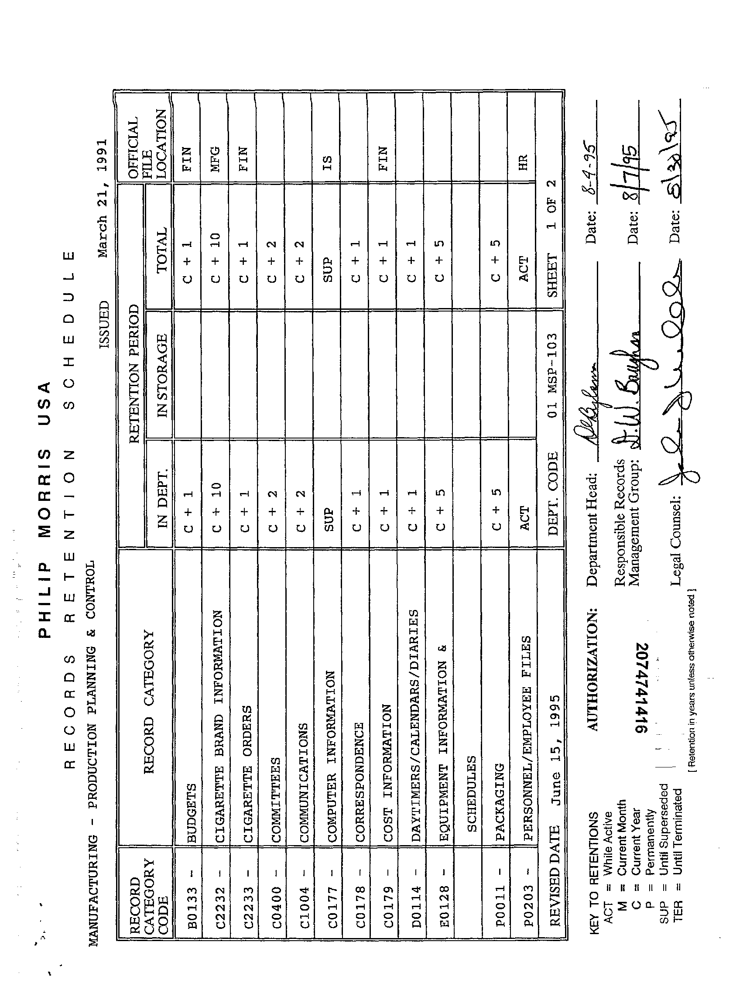 PHILIP MORRIS USA
RECORDS RETENTION SCHEDULE
MANUFACTURING - PRODUCTION PLANNING & CONTROL ISSUED March 21, 1991
RECORD CATEGORY CODE RECORD CATEGORY RETENTION PERIOD OFFICIAL FILE LOCATION
IN DEPT. IN STORAGE TOTAL
B0133 - BUDGETS C + 1 C + 1 FIN
C2232 - CIGARETTE BRAND INFORMATION C + 10 C + 10 MFG
C2233 - CIGARETTE ORDERS C + 1 C + 1 FIN
C0400 - COMMITTEES C + 2 C + 2
C1004 - COMMUNICATIONS C + 2 C + 2
C0177 - COMPUTER INFORMATION SUP SUP IS
C0178 - CORRESPONDENCE C + 1 C + 1
C0179 - COST INFORMATION C + 1 C + 1 FIN
D0114 - DAYTIMERS/CALENDARS/DIARIES C + 1 C + 1
E0128 - EQUIPMENT INFORMATION & C + 5 C + 5
SCHEDULES
P0011 - PACKAGING C + 5 C + 5
P0203 - PERSONNEL/EMPLOYEE FILES ACT ACT HR
REVISED DATE June 15, 1995 DEPT. CODE 01 MSP-103 SHEET 1 OF 2
KEY TO RETENTIONS
ACT = While Active
M = Current Month
C = Current Year
P = Permanently
SUP = Until Superseded
TER = Until Terminated
AUTHORIZATION:
Department Head: Date: 8-4-95
Responsible Records
Management Group: D.W. Baughan Date: 8/7/95
Legal Counsel: Date: 8/30/95
2074741416
[ Retention in years unless otherwise noted ]